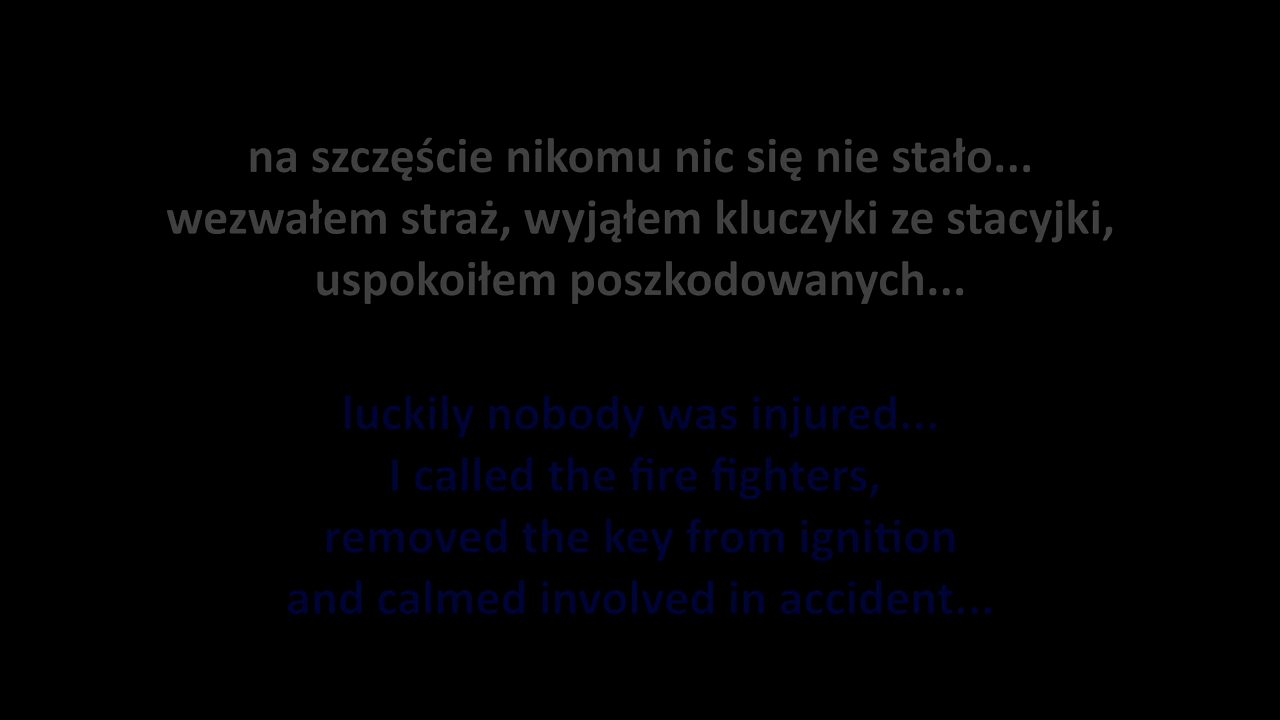 na szczęście nikomu nic się nie stało...
wezwałem straż, wyjąłem kluczyki ze stacyjki,
uspokoiłem poszkodowanych...
luckily nobody was injured...
I called the fire fighters,
removed the key from ignition
and calmed involved in accident...